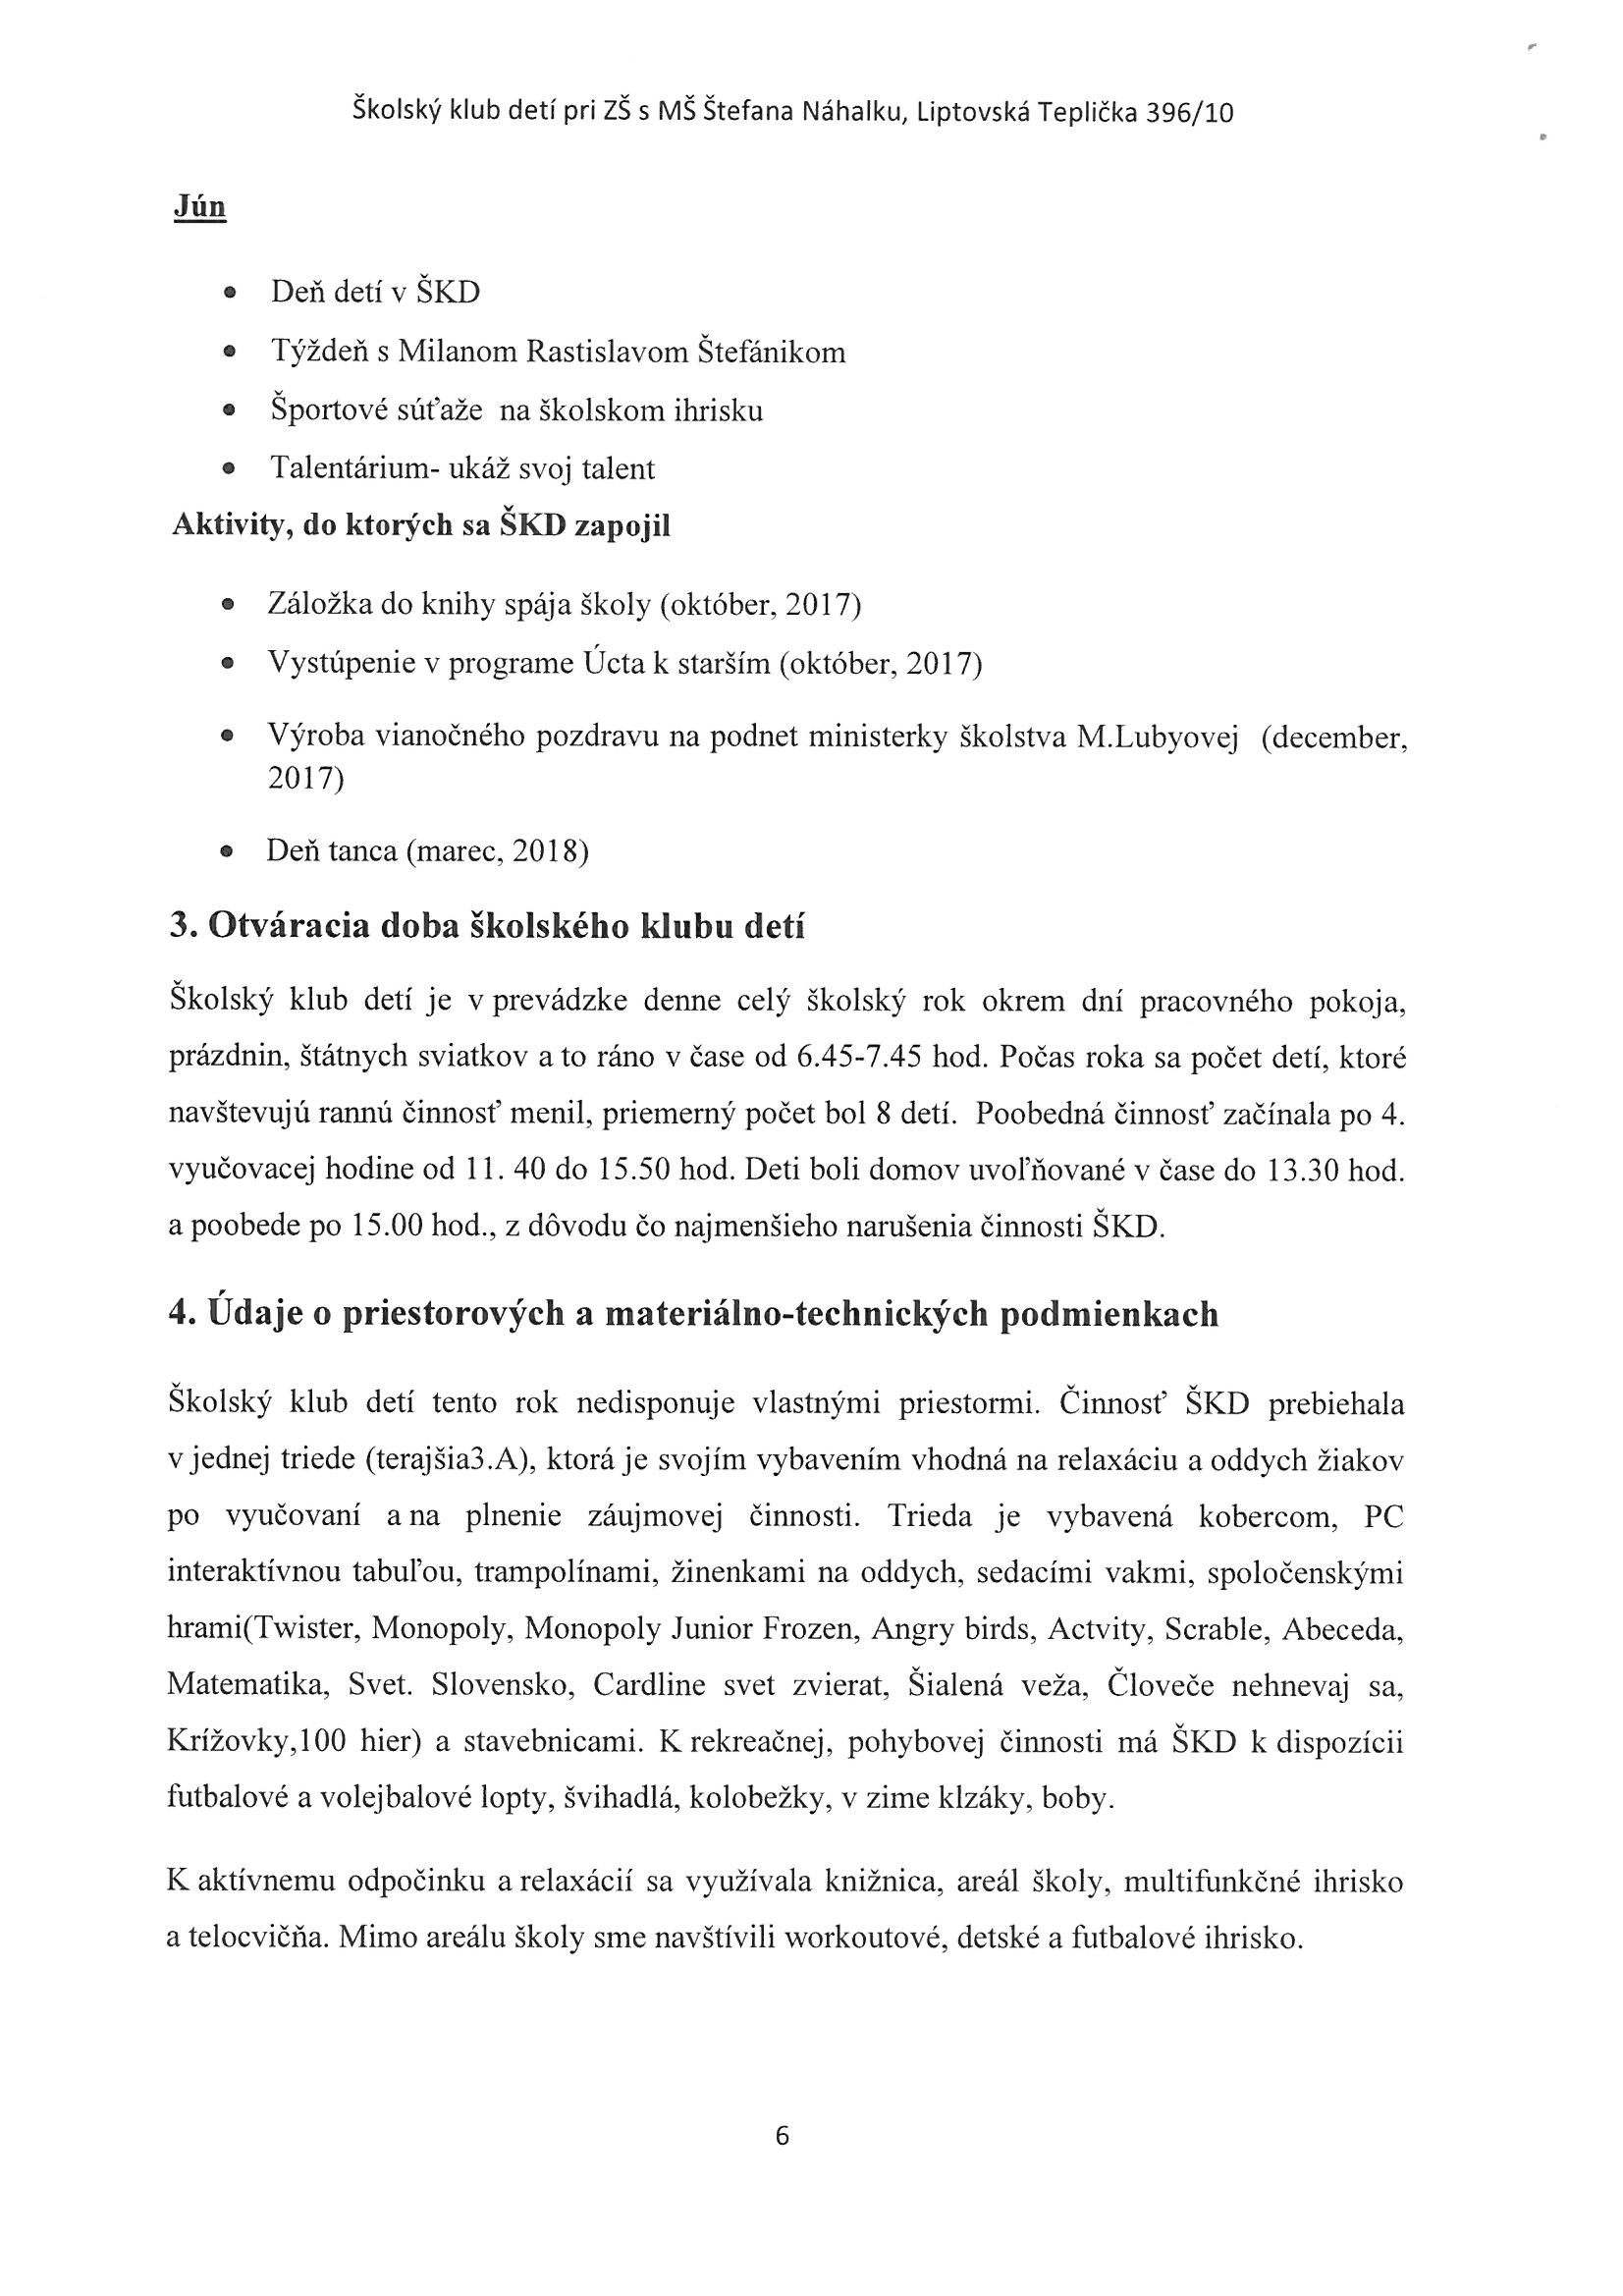 Školský klub detí pri ZŠ s MŠ Štefana Náhalku, Liptovská Teplička 396/10
Jún
• Deň detí v ŠKD
• Týždeň s Milanom Rastislavom Štefánikom
• Športové súťaže na školskom ihrisku
• Talentárium- ukáž svoj talent
Aktivity, do ktorých sa ŠKD zapojil
• Záložka do knihy spája školy (október, 2017)
• Vystúpenie v programe Úcta k starším (október, 2017)
• Výroba vianočného pozdravu na podnet ministerky školstva M.Lubyovej (december,
2017)
• Deň tanca (marec, 2018)
3. Otváracia doba školského klubu detí
Školský klub detí je v prevádzke denne celý školský rok okrem dní pracovného pokoja,
prázdnin, štátnych sviatkov a to ráno v čase od 6.45-7.45 hod. Počas roka sa počet detí, ktoré
navštevujú rannú činnosť menil, priemerný počet bol 8 detí. Poobedná činnosť začínala po 4.
vyučovacej hodine od 11. 40 do 15.50 hod. Deti boli domov uvoľňované v čase do 13.30 hod.
a poobede po 15.00 hod., z dôvodu čo najmenšieho narušenia činnosti ŠKD.
4. Údaje o priestorových a materiálno-technických podmienkach
Školský klub detí tento rok nedisponuje vlastnými priestormi. Činnosť ŠKD prebiehala
v jednej triede (terajšia3.A), ktorá je svojím vybavením vhodná na relaxáciu a oddych žiakov
po vyučovaní a na plnenie záujmovej činnosti. Trieda je vybavená kobercom, PC
interaktívnou tabuľou, trampolínami, žinenkami na oddych, sedacími vakmi, spoločenskými
hrami(Twister, Monopoly, Monopoly Junior Frozen, Angry birds, Actvity, Scrable, Abeceda,
Matematika, Svet. Slovensko, Cardline svet zvierat, Šialená veža, Človeče nehnevaj sa,
Krížovky,100 hier) a stavebnicami. K rekreačnej, pohybovej činnosti má ŠKD k dispozícii
futbalové a volejbalové lopty, švihadlá, kolobežky, v zime klzáky, boby.
K aktívnemu odpočinku a relaxácií sa využívala knižnica, areál školy, multifunkčné ihrisko
a telocvičňa. Mimo areálu školy sme navštívili workoutové, detské a futbalové ihrisko.
6